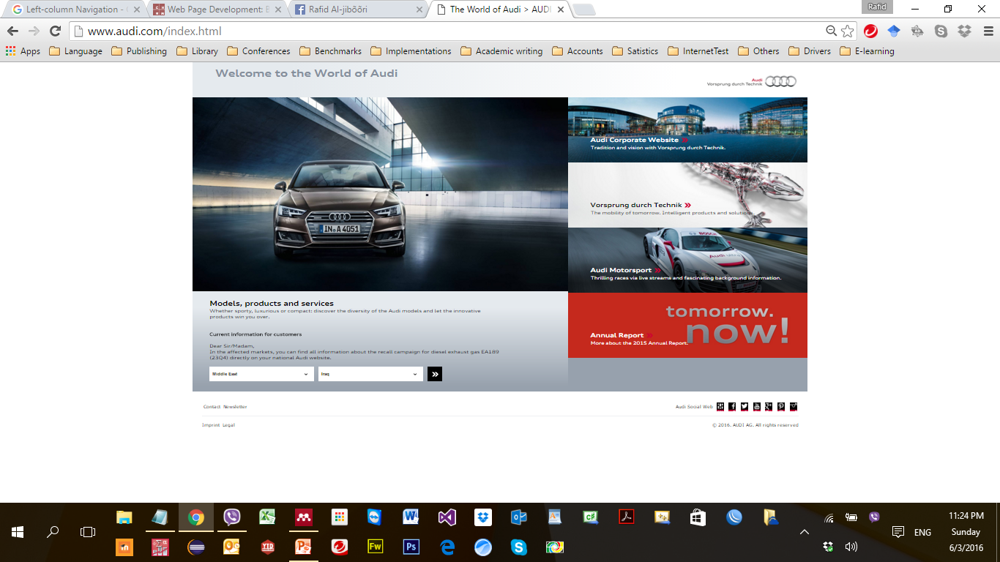 Left-column Navigation -
Web Page Development:
Rafid Al-jibôôri
The World of Audi > AUDI
Rafid
www.audi.com/index.html
Apps
Language
Publishing
Library
Conferences
Benchmarks
Implementations
Academic writing
Accounts
Satistics
InternetTest
Others
Drivers
E-learning
Welcome to the World of Audi
Audi
Vorsprung durch Technik
IN A 4051
Audi Corporate Website
Tradition and vision with Vorsprung durch Technik.
Vorsprung durch Technik
The mobility of tomorrow. Intelligent products and solutions.
BOSCH
Audi
Audi Motorsport
Thrilling races via live streams and fascinating background information.
tomorrow.
now!
Annual Report
More about the 2015 Annual Report.
Models, products and services
Whether sporty, luxurious or compact: discover the diversity of the Audi models and let the innovative
products win you over.
Current information for customers
Dear Sir/Madam,
In the affected markets, you can find all information about the recall campaign for diesel exhaust gas EA189
(23Q4) directly on your national Audi website.
Middle East
Iraq
Contact Newsletter
Audi Social Web
Imprint Legal
© 2016. AUDI AG. All rights reserved
11:24 PM
ENG
Sunday
6/3/2016
Fw
Ps